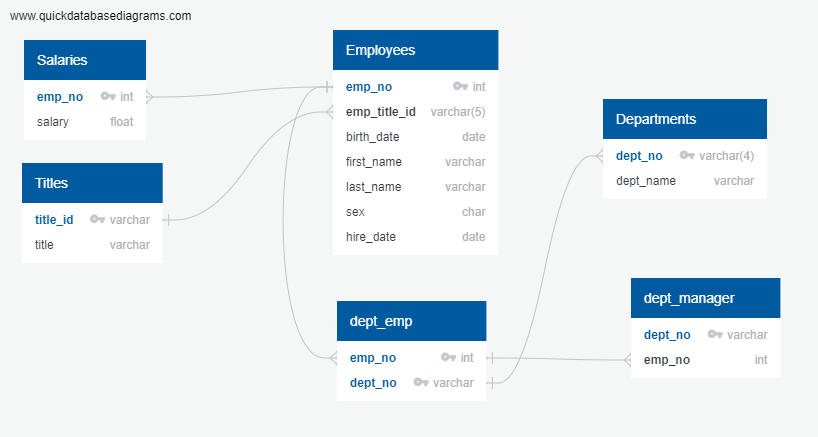 www.quickdatabasediagrams.com
Salaries
emp_no int
salary float
Titles
title_id varchar
title varchar
Employees
emp_no int
emp_title_id varchar(5)
birth_date date
first_name varchar
last_name varchar
sex char
hire_date date
dept_emp
emp_no int
dept_no varchar
Departments
dept_no varchar(4)
dept_name varchar
dept_manager
dept_no varchar
emp_no int